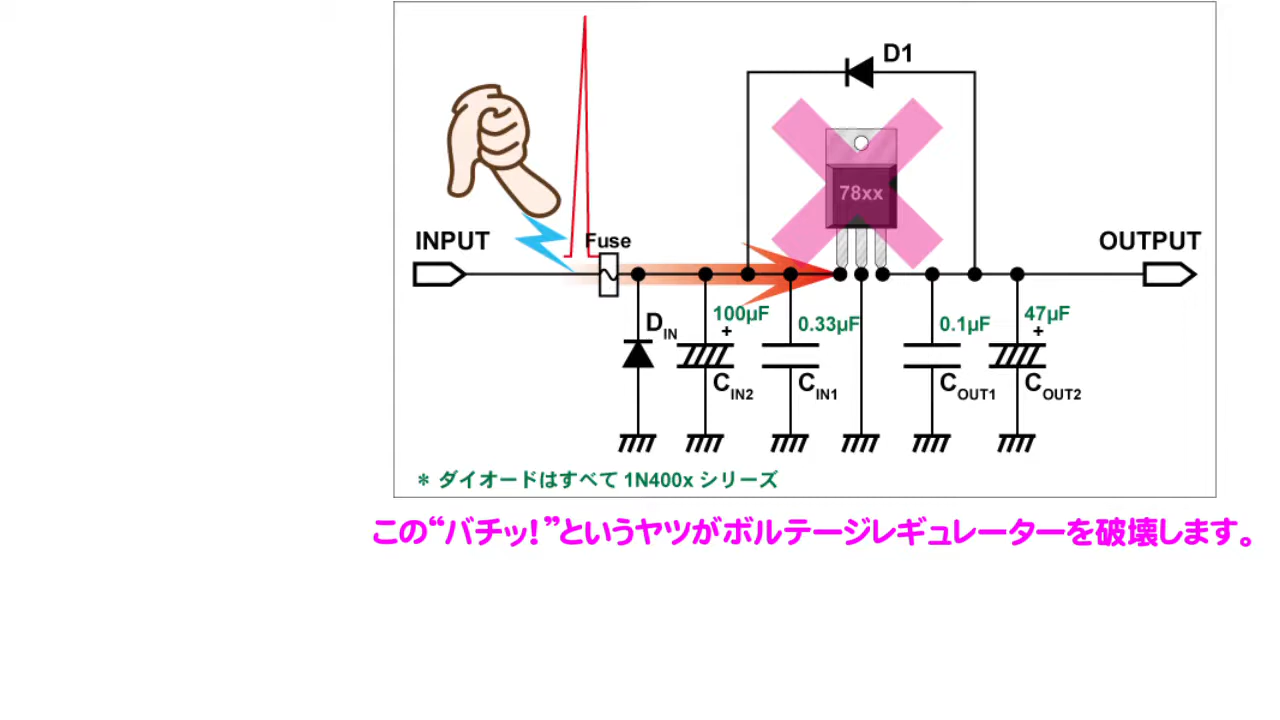 D1
78xx
INPUT
Fuse
OUTPUT
DIN
100μF
+
0.33μF
0.1μF
47μF
+
CIN2
CIN1
COUT1
COUT2
* ダイオードはすべて 1N400x シリーズ
この“バチッ!”というヤツがボルテージレギュレーターを破壊します。